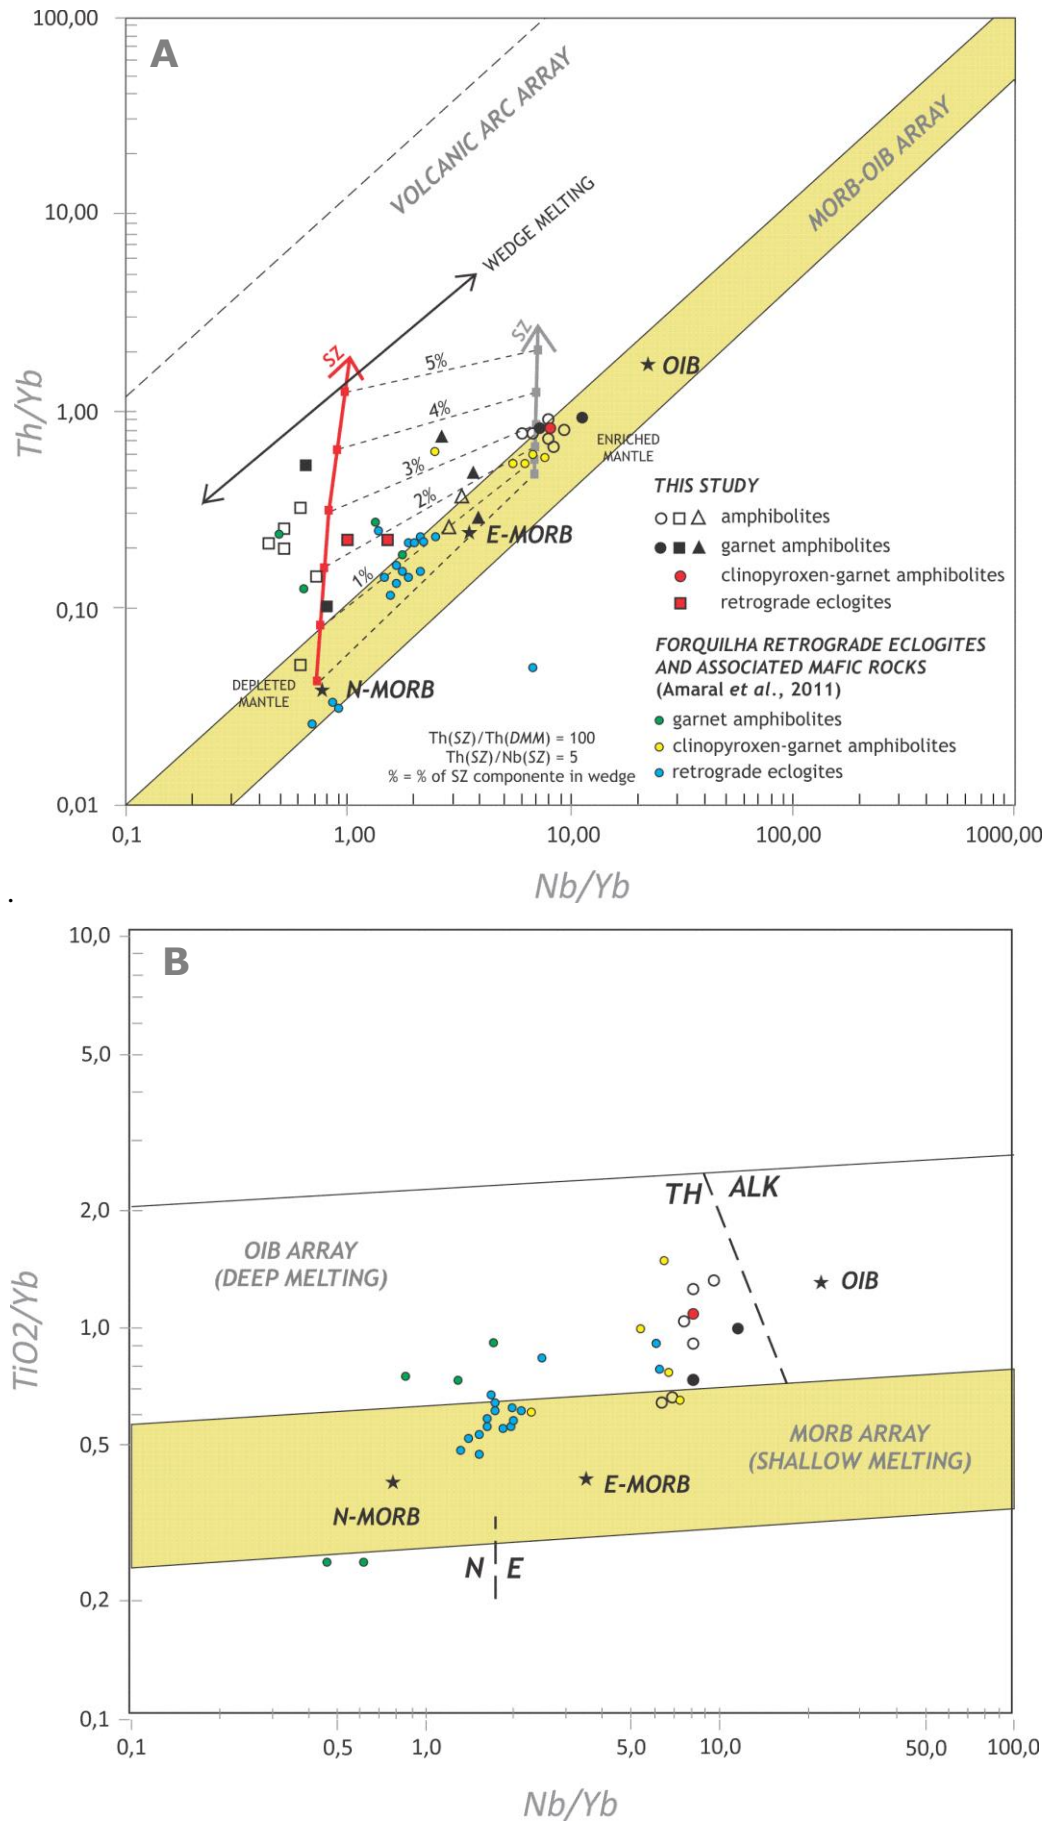 100,00
A
VOLCANIC ARC ARRAY
MORB-OIB ARRAY
10,00
WEDGE MELTING
SZ
SZ
5%
OIB
Th/Yb
1,00
4%
ENRICHED
MANTLE
3%
2%
THIS STUDY
amphibolites
E-MORB
garnet amphibolites
1%
clinopyroxen-garnet amphibolites
0,10
retrograde eclogites
FORQUILHA RETROGRADE ECLOGITES
AND ASSOCIATED MAFIC ROCKS
(Amaral et al., 2011)
DEPLETED
MANTLE
N-MORB
garnet amphibolites
Th(SZ)/Th(DMM) = 100
Th(SZ)/Nb(SZ) = 5
% = % of SZ componente in wedge
clinopyroxen-garnet amphibolites
retrograde eclogites
0,01
0,1 1,00 10,00 100,00 1000,00
Nb/Yb
.
10,0
B
5,0
TH ALK
2,0
OIB ARRAY
(DEEP MELTING)
OIB
TiO2/Yb
1,0
0,5
MORB ARRAY
(SHALLOW MELTING)
E-MORB
N-MORB
N E
0,2
0,1
0,1 0,5 1,0 5,0 10,0 50,0 100,0
Nb/Yb